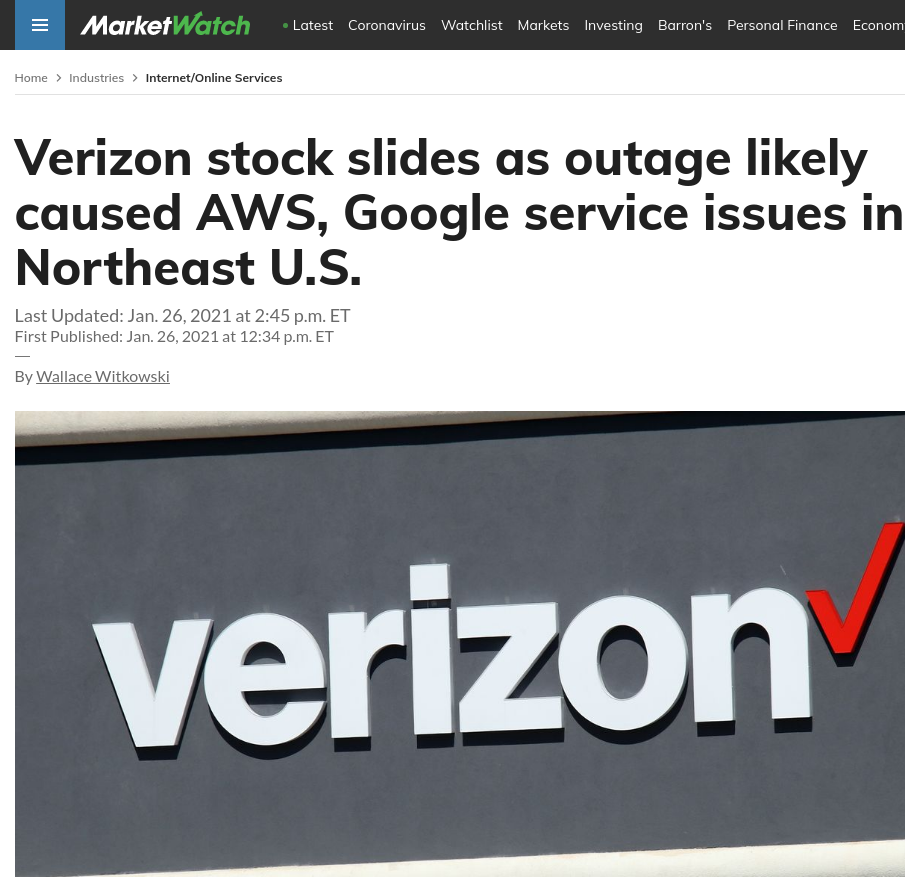 MarketWatch
Latest Coronavirus Watchlist Markets Investing Barron's Personal Finance
Home > Industries > Internet/Online Services
Verizon stock slides as outage likely
caused AWS, Google service issues in
Northeast U.S.
Last Updated: Jan. 26, 2021 at 2:45 p.m. ET
First Published: Jan. 26, 2021 at 12:34 p.m. ET
By Wallace Witkowski
verizon